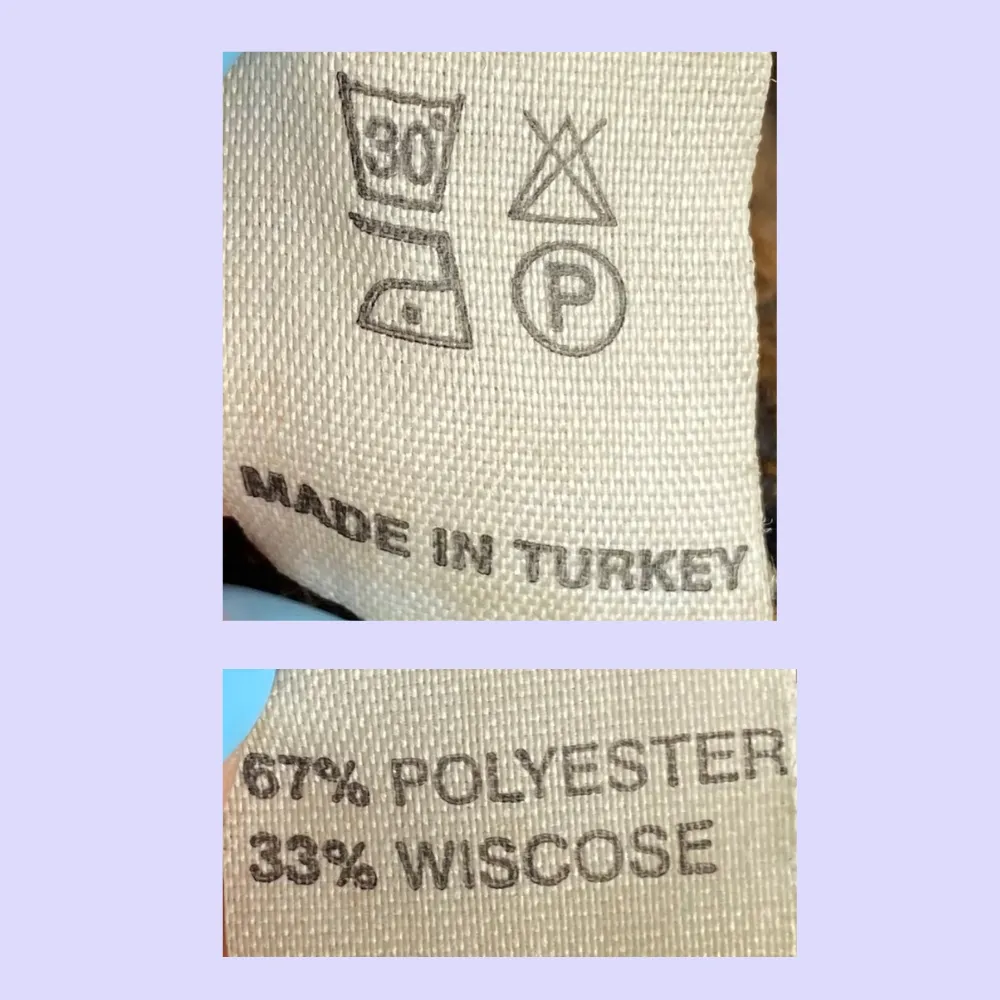 30°
P
MADE IN TURKEY
67% POLYESTER
33% WISCOSE